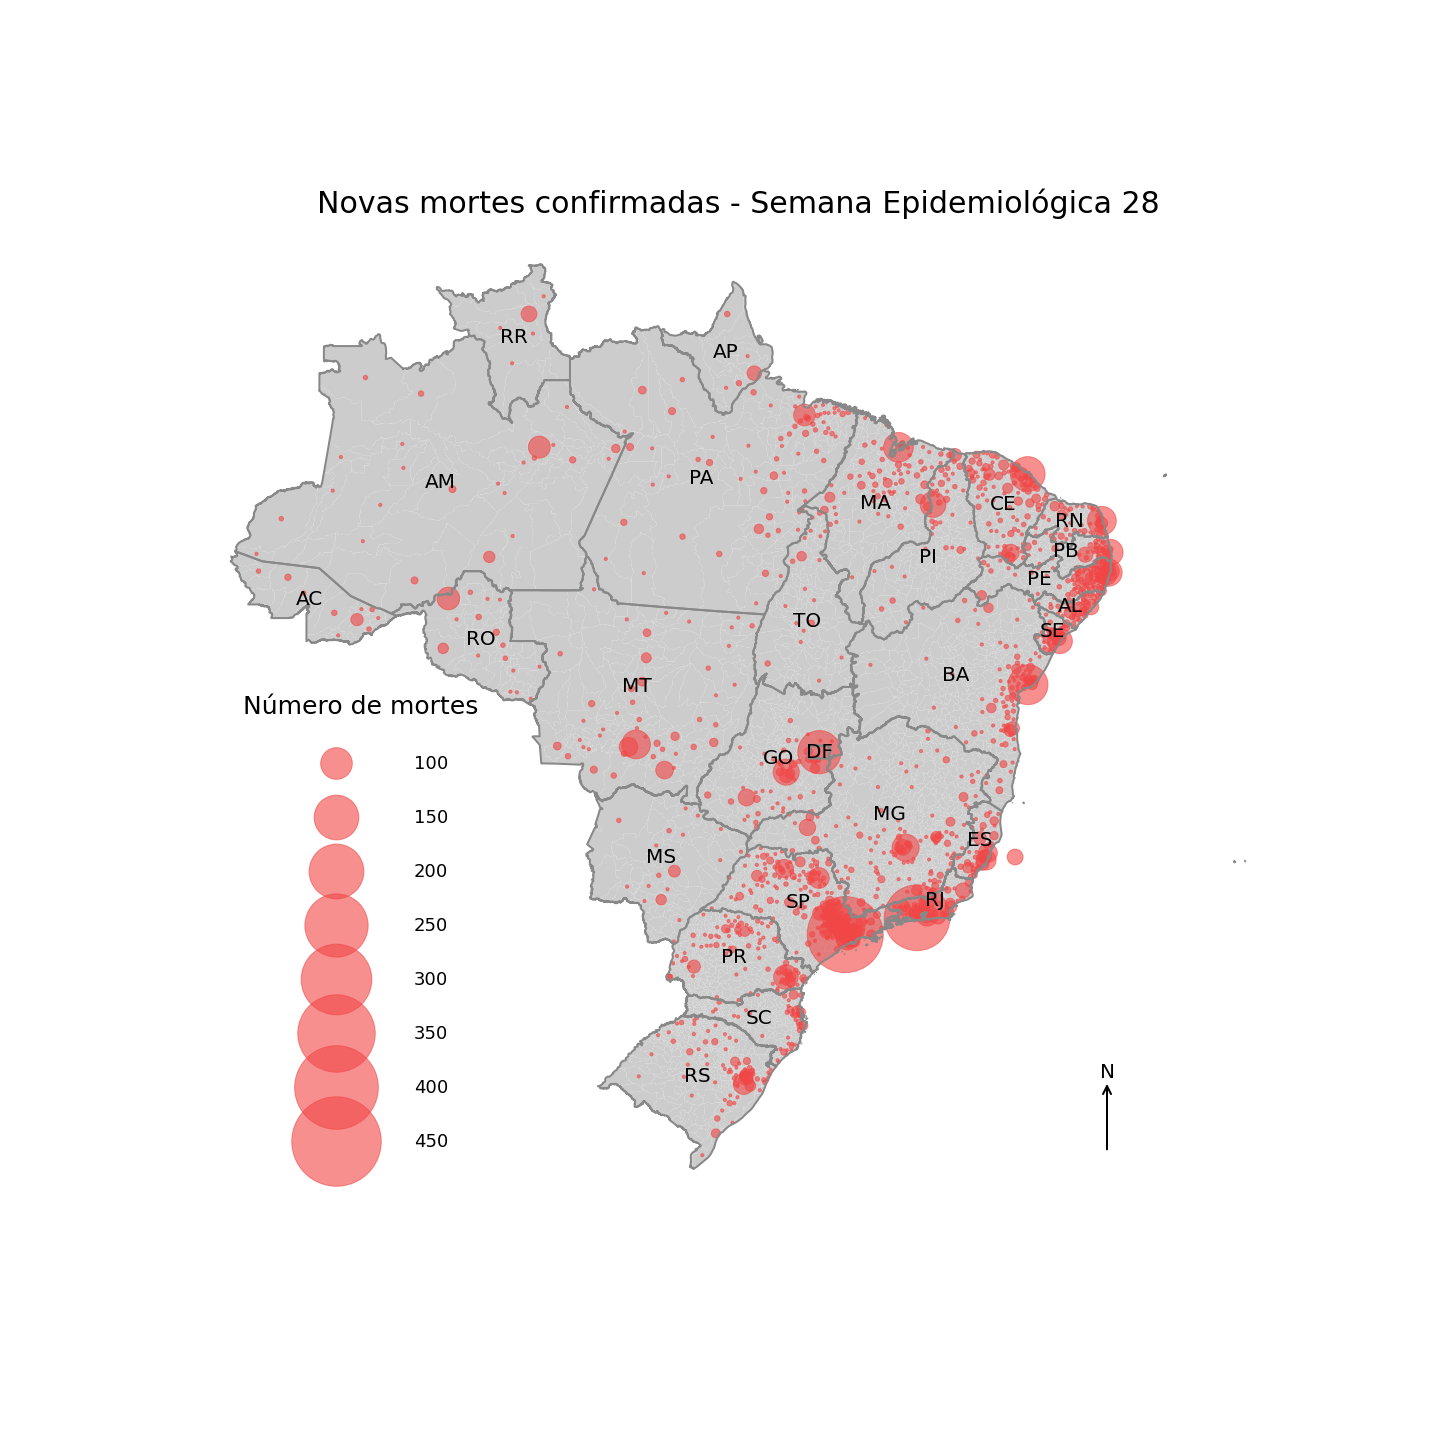 Novas mortes confirmadas - Semana Epidemiológica 28
RR
AP
AM
PA
MA
CE
RN
PB
PI
PE
AC
AL
TO
SE
RO
BA
MT
Número de mortes
DF
GO
100
MG
150
ES
MS
200
RJ
SP
250
PR
300
SC
350
N
RS
400
450